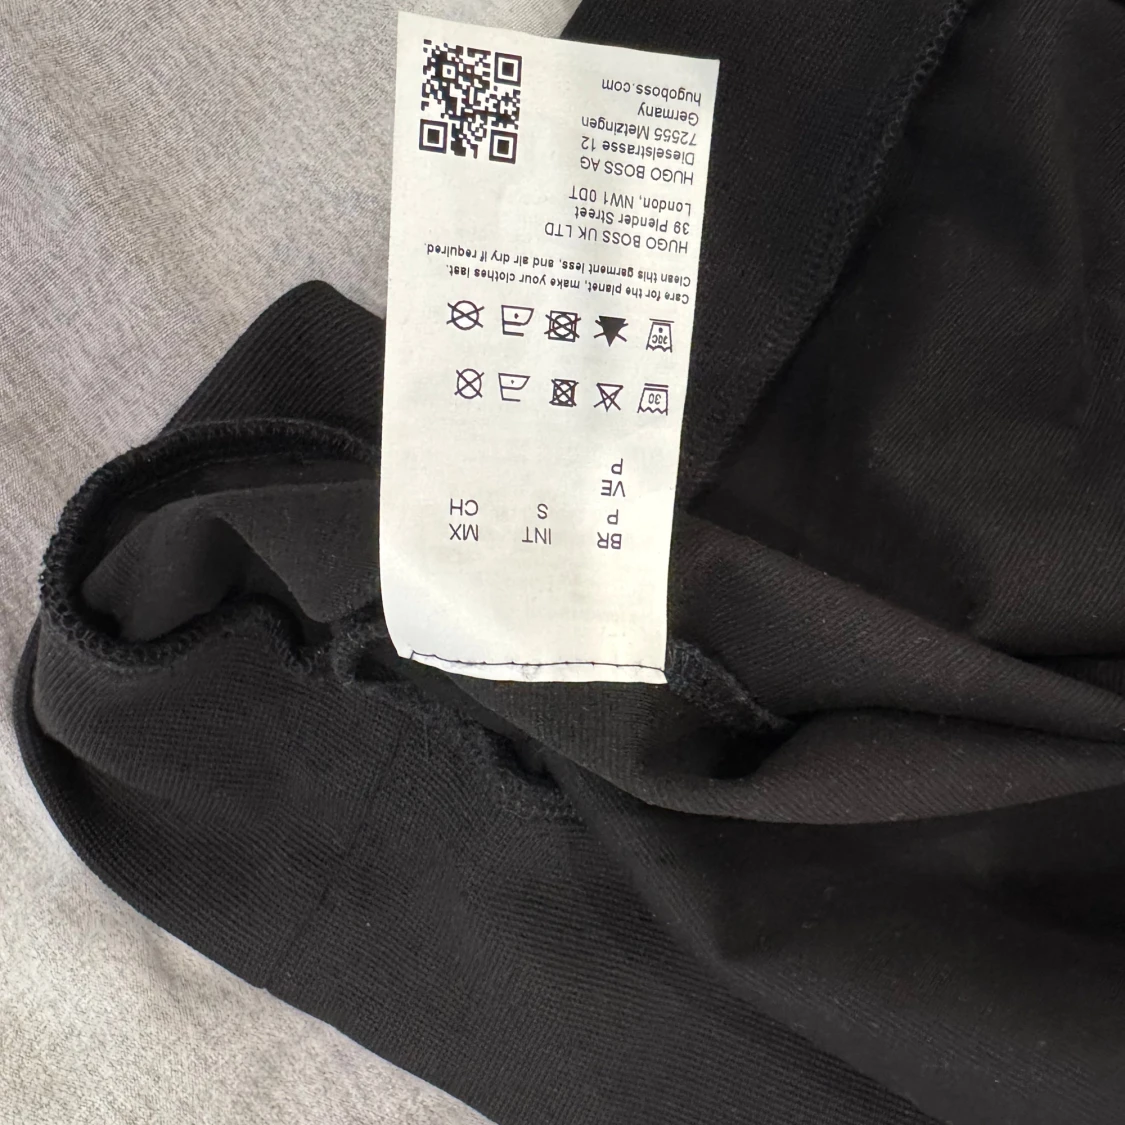 BR
P
VE
P
INT
S
MX
CH
30
30C
Care for the planet, make your clothes last.
Clean this garment less, and air dry if required.
HUGO BOSS UK LTD
39 Plender Street
London, NW1 0DT
HUGO BOSS AG
Dieselstrasse 12
72555 Metzingen
Germany
hugoboss.com